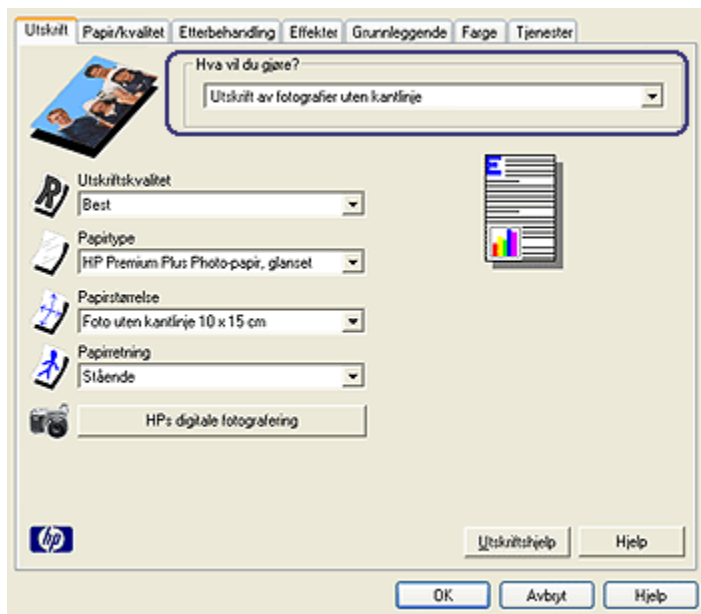 Utskrift Papir/kvalitet Etterbehandling Effekter Grunnleggende Farge Tjenester
Hva vil du gjøre?
Utskrift av fotografier uten kantlinje
Utskriftskvalitet
Best
Papirtype
HP Premium Plus Photo-papir, glanset
Papirstørrelse
Foto uten kantlinje 10 x 15 cm
Papirretning
Stående
HPs digitale fotografering
hp
Utskriftshjelp Hjelp
OK Avbryt Hjelp